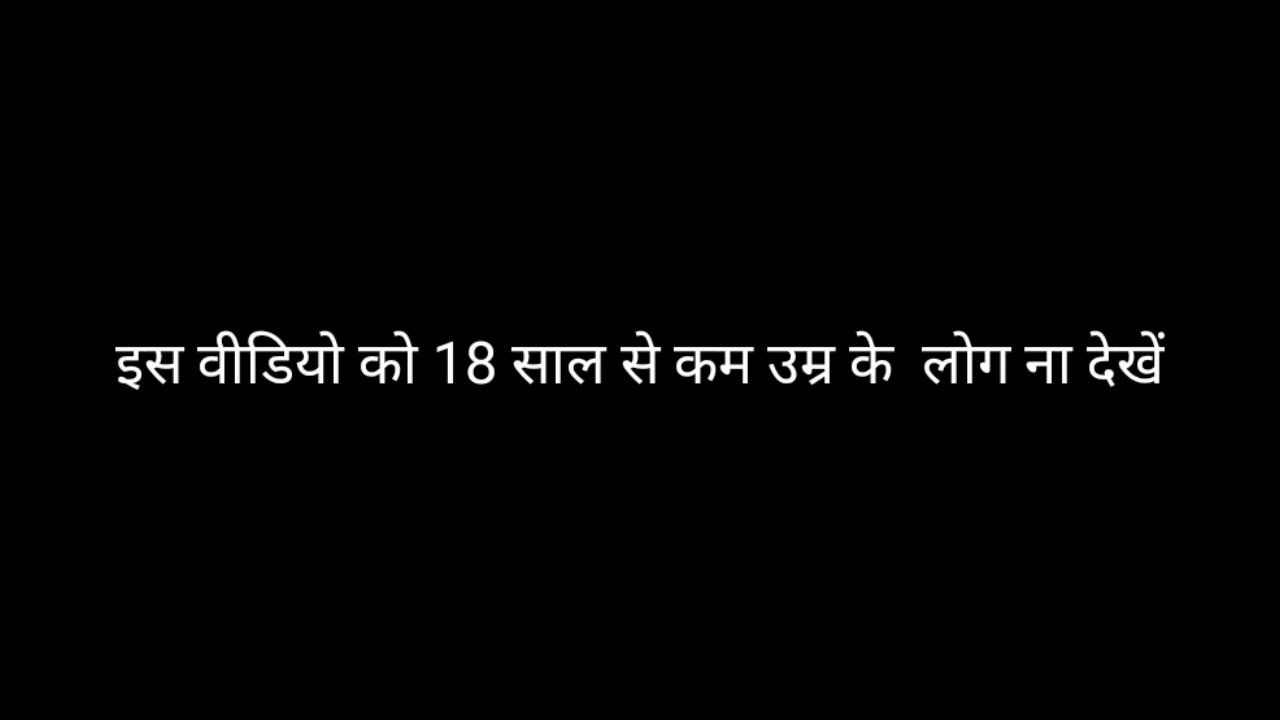 इस वीडियो को 18 साल से कम उम्र के  लोग ना देखें